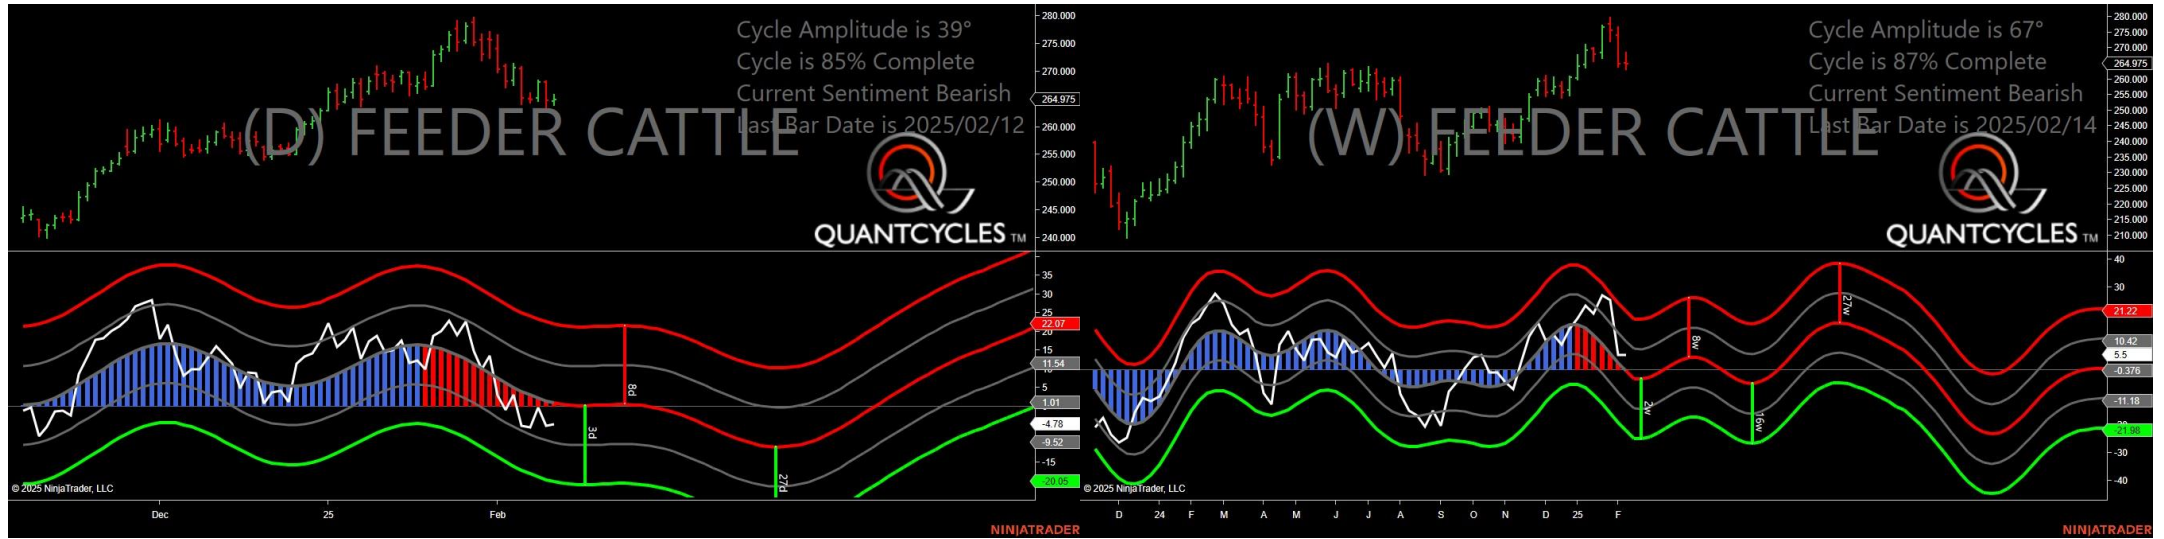 Cycle Amplitude is 39°
Cycle is 85% Complete
Current Sentiment Bearish
Last Bar Date is 2025/02/12
(D) FEEDER CATTLE
QUANTCYCLES TM
280.000
275.000
270.000
264.975
260.000
255.000
250.000
245.000
240.000
35
30
25
22.07
20
15
11.54
5
1.01
-4.78
-9.52
-15
-20.05
8d
3d
27d
© 2025 NinjaTrader, LLC
Dec
25
Feb
NINJATRADER
Cycle Amplitude is 67°
Cycle is 87% Complete
Current Sentiment Bearish
Last Bar Date is 2025/02/14
(W) FEEDER CATTLE
QUANTCYCLES TM
280.000
275.000
270.000
264.975
260.000
255.000
250.000
245.000
240.000
235.000
230.000
225.000
220.000
215.000
210.000
40
30
21.22
10.42
5.5
-0.376
-11.18
-21.98
-30
-40
8w
27w
2w
16w
© 2025 NinjaTrader, LLC
D 24 F M A M J J A S O N D 25 F
NINJATRADER